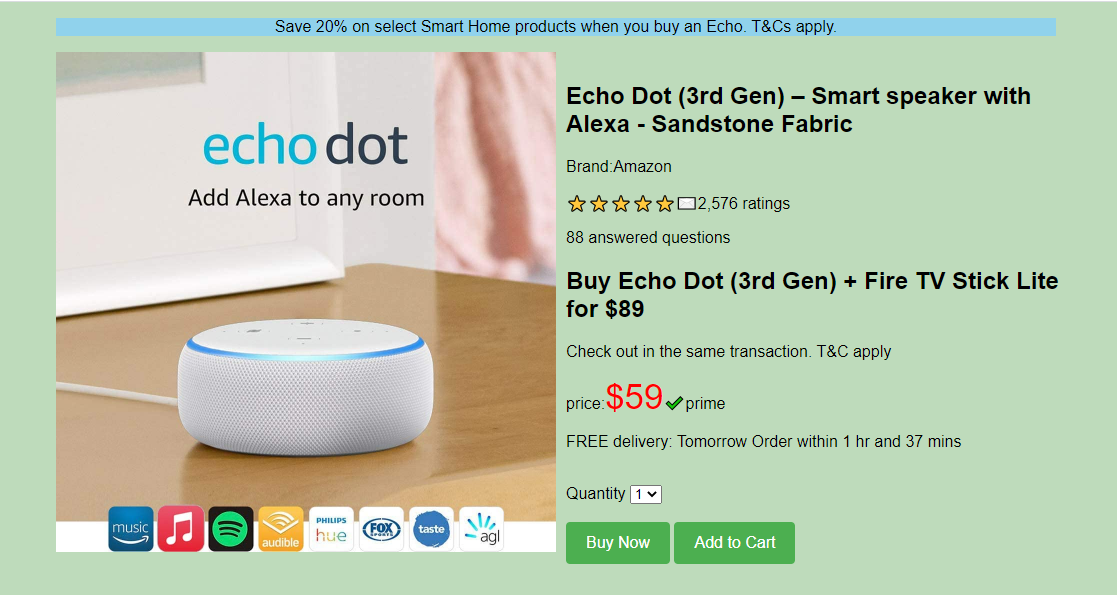 Save 20% on select Smart Home products when you buy an Echo. T&Cs apply.
echo dot
Add Alexa to any room
music
audible
PHILIPS
hue
FOX
SPORTS
taste
agl
Echo Dot (3rd Gen) – Smart speaker with
Alexa - Sandstone Fabric
Brand:Amazon
2,576 ratings
88 answered questions
Buy Echo Dot (3rd Gen) + Fire TV Stick Lite
for $89
Check out in the same transaction. T&C apply
price:$59 prime
FREE delivery: Tomorrow Order within 1 hr and 37 mins
Quantity 1
Buy Now Add to Cart